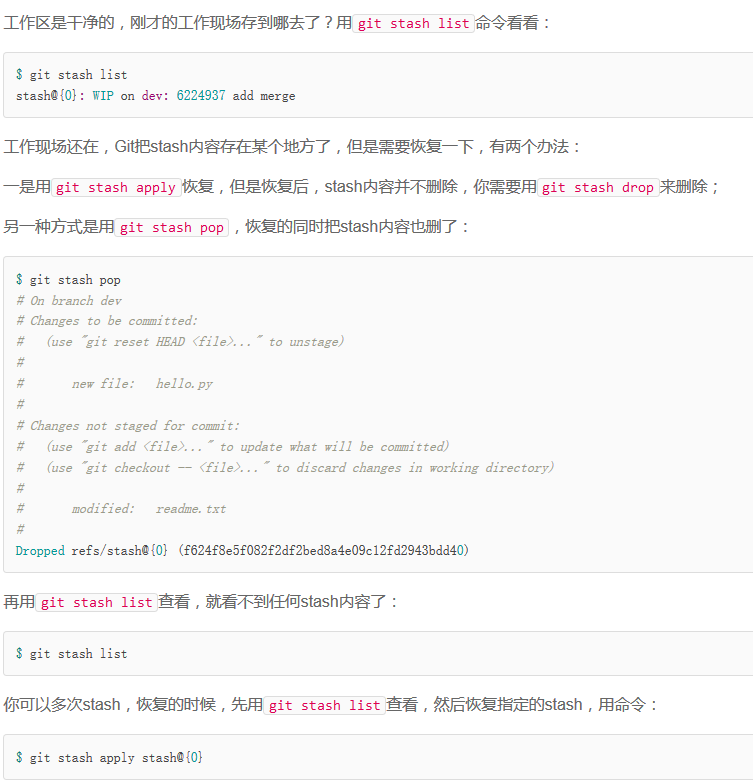 工作区是干净的，刚才的工作现场存到哪去了？用git stash list命令看看：
$ git stash list
stash@{0}: WIP on dev: 6224937 add merge
工作现场还在，Git把stash内容存在某个地方了，但是需要恢复一下，有两个办法：
一是用git stash apply恢复，但是恢复后，stash内容并不删除，你需要用git stash drop来删除；
另一种方式是用git stash pop，恢复的同时把stash内容也删了：
$ git stash pop
# On branch dev
# Changes to be committed:
#   (use "git reset HEAD <file>..." to unstage)
#
#       new file:   hello.py
#
# Changes not staged for commit:
#   (use "git add <file>..." to update what will be committed)
#   (use "git checkout -- <file>..." to discard changes in working directory)
#
#       modified:   readme.txt
#
Dropped refs/stash@{0} (f624f8e5f082f2df2bed8a4e09c12fd2943bdd40)
再用git stash list查看，就看不到任何stash内容了：
$ git stash list
你可以多次stash，恢复的时候，先用git stash list查看，然后恢复指定的stash，用命令：
$ git stash apply stash@{0}